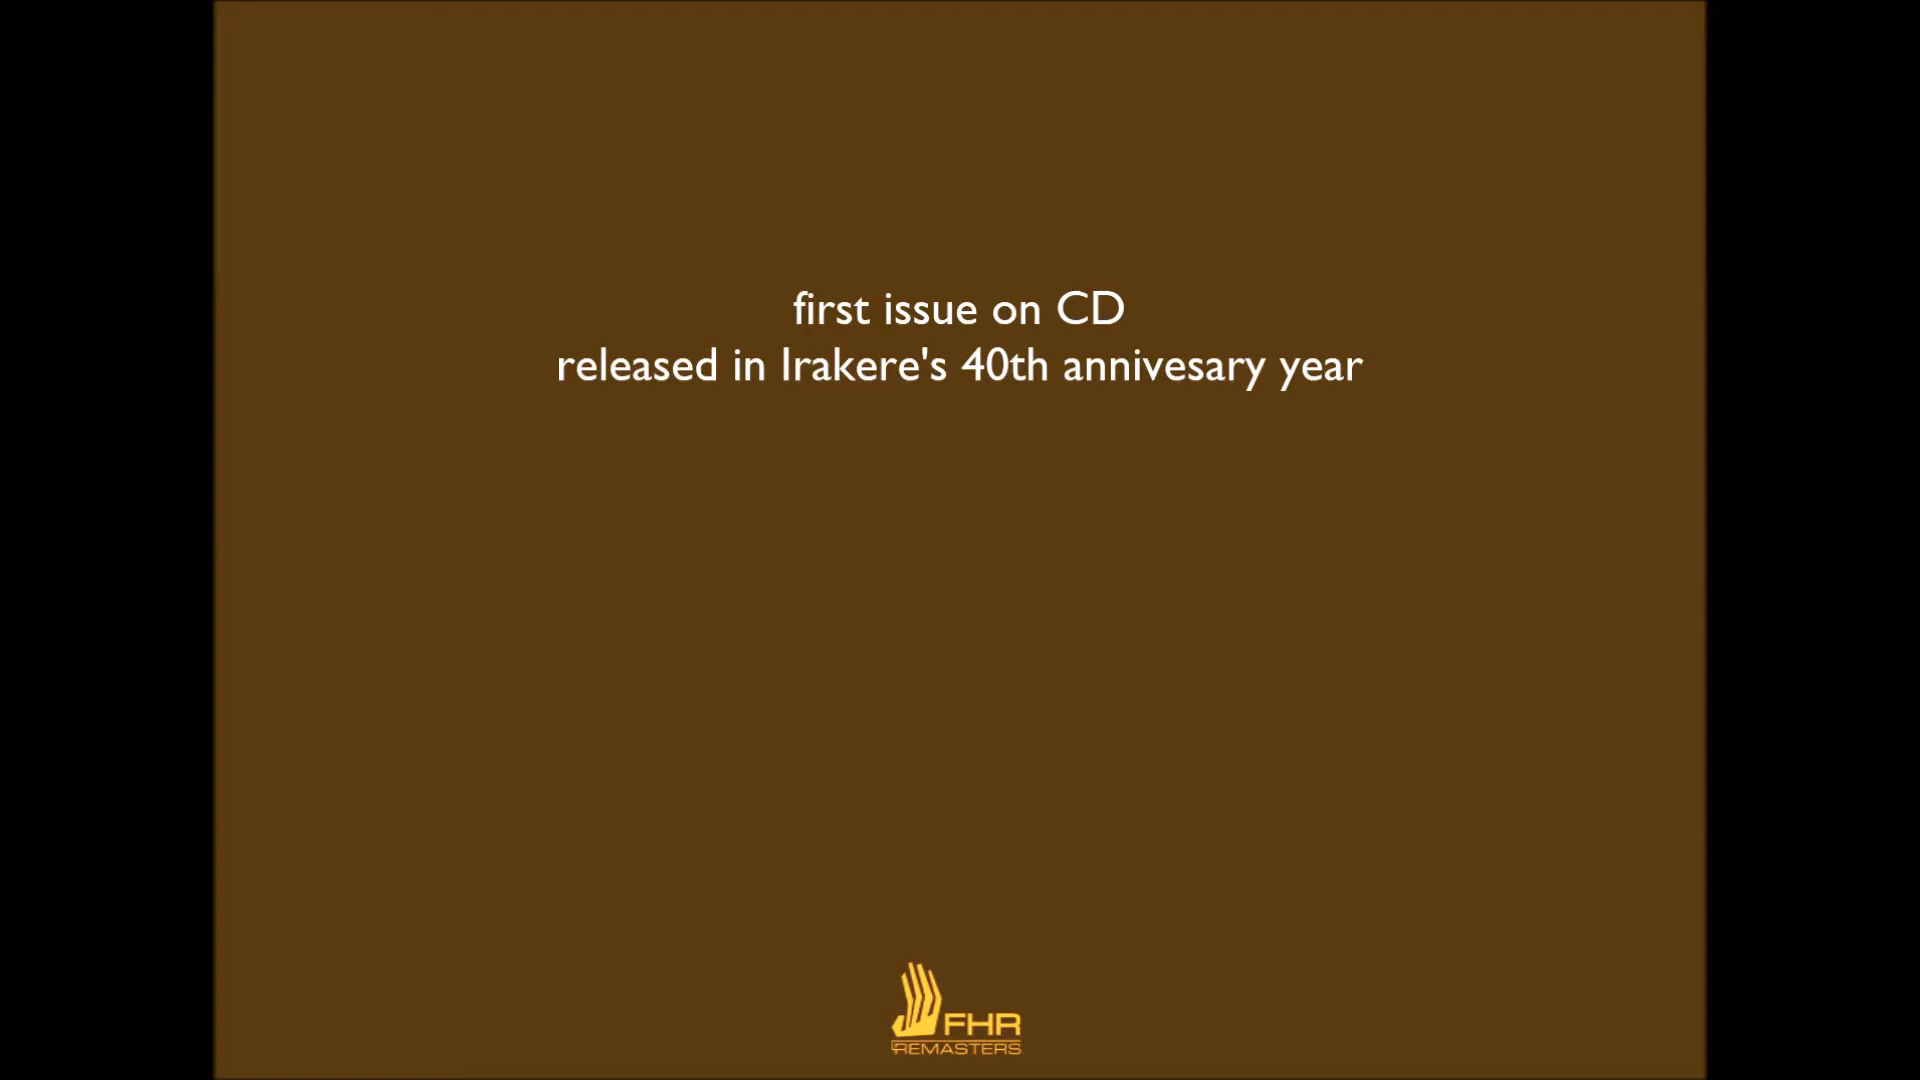 first issue on CD
released in Irakere's 40th annivesary year
FHR
REMASTERS